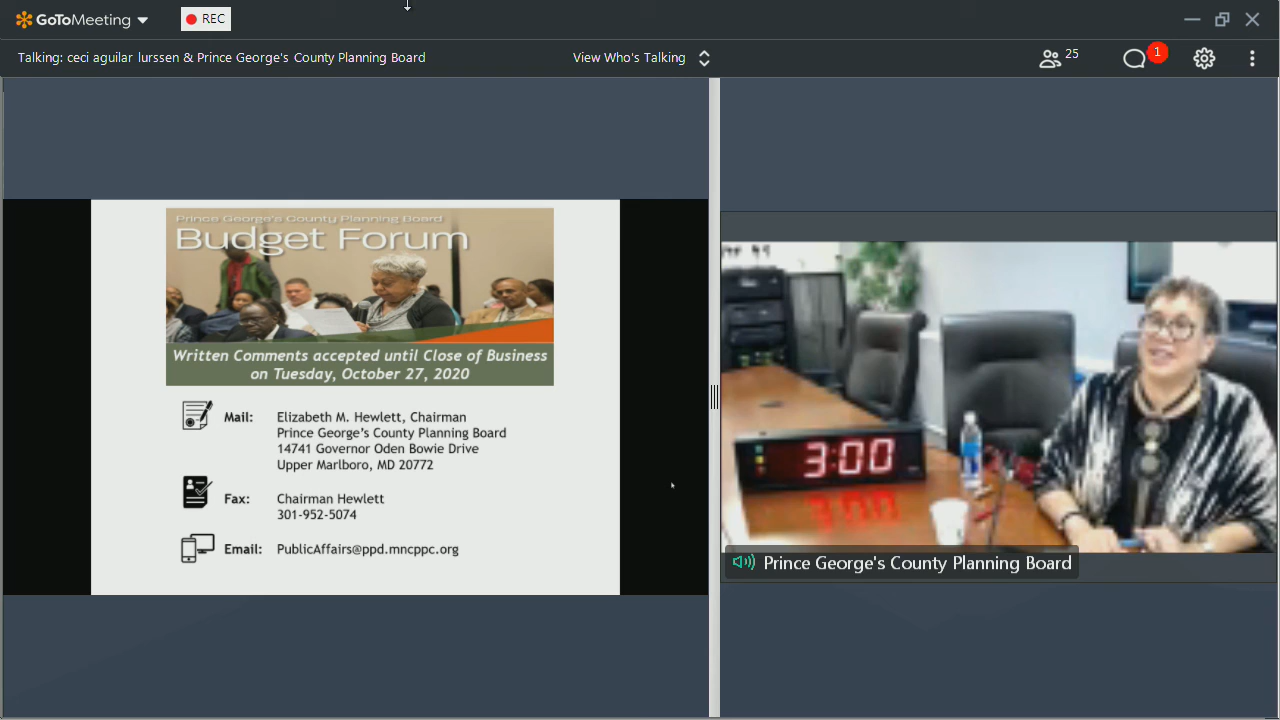 GoToMeeting
REC
Talking: ceci aguilar lurssen & Prince George's County Planning Board
View Who's Talking
25
1
Prince George's County Planning Board
Budget Forum
Written Comments accepted until Close of Business
on Tuesday, October 27, 2020
Mail: Elizabeth M. Hewlett, Chairman
Prince George's County Planning Board
14741 Governor Oden Bowie Drive
Upper Marlboro, MD 20772
Fax: Chairman Hewlett
301-952-5074
Email: PublicAffairs@ppd.mncppc.org
3:00
Prince George's County Planning Board